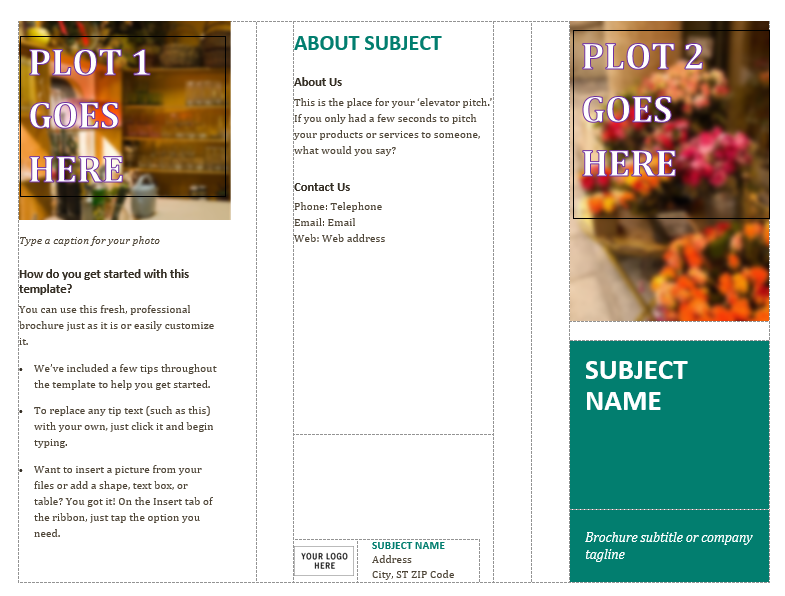 PLOT 1
GOES
HERE
Type a caption for your photo
How do you get started with this
template?
You can use this fresh, professional
brochure just as it is or easily customize
it.
• We've included a few tips throughout
the template to help you get started.
• To replace any tip text (such as this)
with your own, just click it and begin
typing.
• Want to insert a picture from your
files or add a shape, text box, or
table? You got it! On the Insert tab of
the ribbon, just tap the option you
need.
ABOUT SUBJECT
About Us
This is the place for your ‘elevator pitch.’
If you only had a few seconds to pitch
your products or services to someone,
what would you say?
Contact Us
Phone: Telephone
Email: Email
Web: Web address
YOUR LOGO
HERE
SUBJECT NAME
Address
City, ST ZIP Code
PLOT 2
GOES
HERE
SUBJECT
NAME
Brochure subtitle or company
tagline